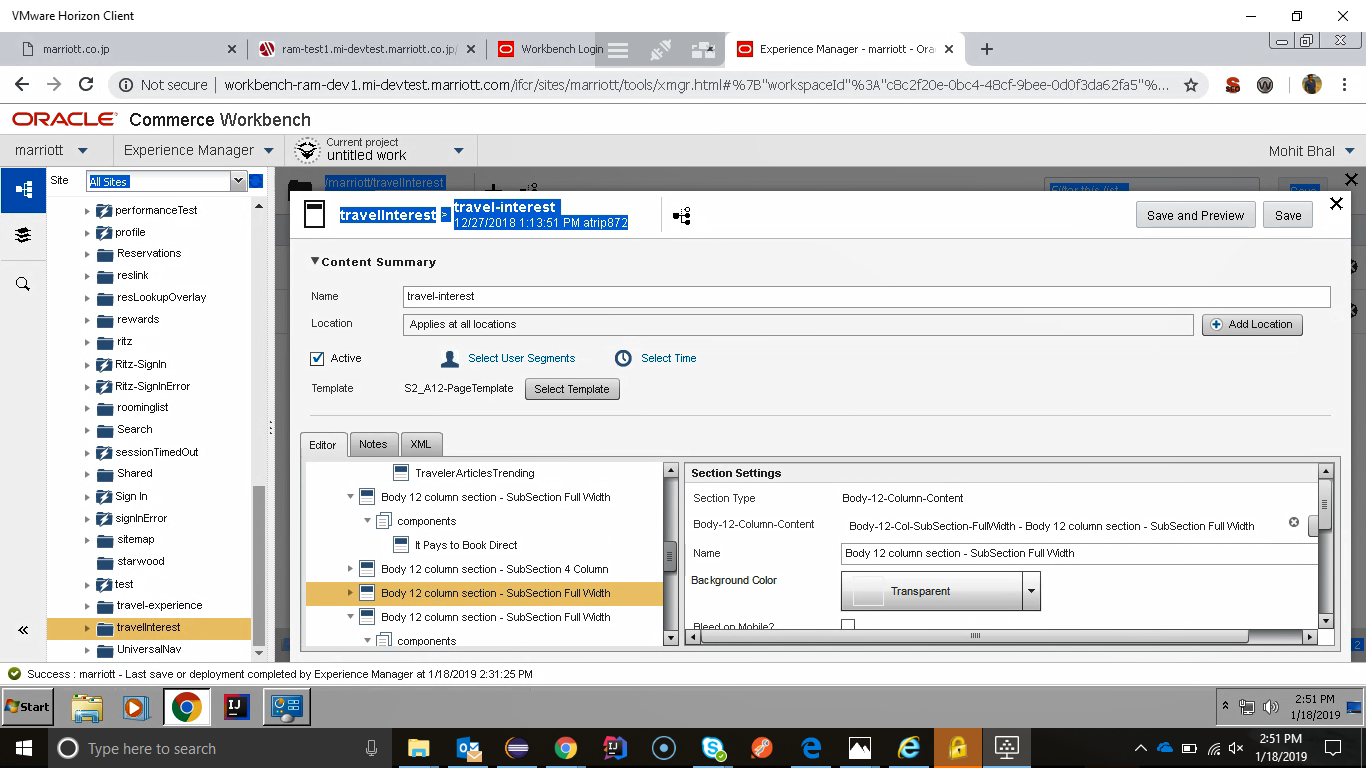 VMware Horizon Client
marriott.co.jp
ram-test1.mi-devtest.marriott.co.jp/
Workbench Login
Experience Manager - marriott - Ora
Not secure
workbench-ram-dev1.mi-devtest.marriott.com/ifcr/sites/marriott/tools/xmgr.html#%7B"workspaceId"%3A"c8c2f20e-0bc4-48cf-9bee-0d0f3da62fa5"%...
ORACLE Commerce Workbench
marriott
Experience Manager
Current project
untitled work
Mohit Bhal
Site
All Sites
/marriott/travelInterest
Filter this list...
Save
performanceTest
profile
Reservations
reslink
resLookupOverlay
rewards
ritz
Ritz-SignIn
Ritz-SignInError
roominglist
Search
sessionTimedOut
Shared
Sign In
signInError
sitemap
starwood
test
travel-experience
travelInterest
UniversalNav
travelInterest > travel-interest
12/27/2018 1:13:51 PM atrip872
Save and Preview
Save
Content Summary
Name
travel-interest
Location
Applies at all locations
Add Location
Active
Select User Segments
Select Time
Template
S2_A12-PageTemplate
Select Template
Editor
Notes
XML
TravelerArticlesTrending
Body 12 column section - SubSection Full Width
components
It Pays to Book Direct
Body 12 column section - SubSection 4 Column
Body 12 column section - SubSection Full Width
Body 12 column section - SubSection Full Width
components
Section Settings
Section Type
Body-12-Column-Content
Body-12-Column-Content
Body-12-Col-SubSection-FullWidth - Body 12 column section - SubSection Full Width
Name
Body 12 column section - SubSection Full Width
Background Color
Transparent
Bleed on Mobile?
2
Success : marriott - Last save or deployment completed by Experience Manager at 1/18/2019 2:31:25 PM
Start
2:51 PM
1/18/2019
Type here to search
2:51 PM
1/18/2019